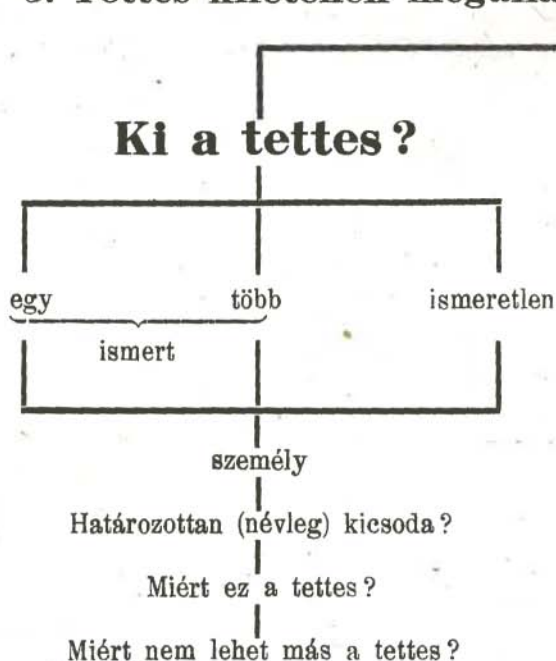 Ki a tettes?
egy több ismeretlen
ismert
személy
Határozottan (névleg) kicsoda?
Miért ez a tettes?
Miért nem lehet más a tettes?